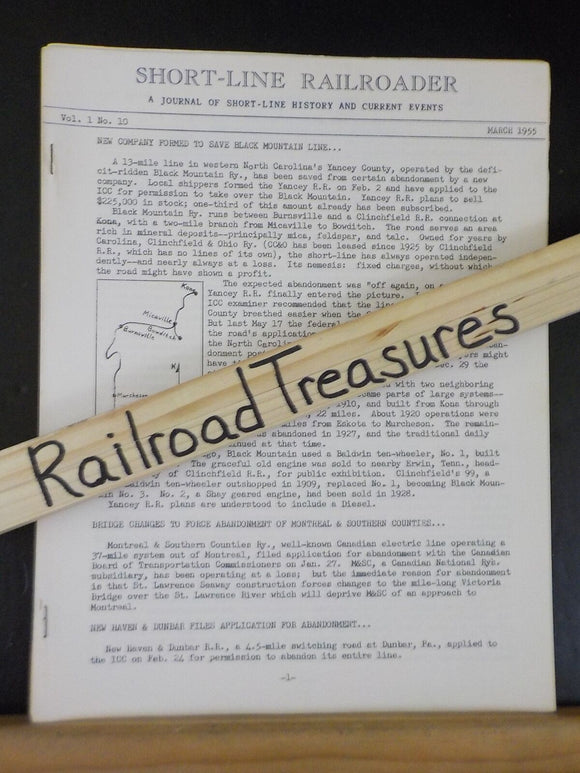 SHORT-LINE RAILROADER
A JOURNAL OF SHORT-LINE HISTORY AND CURRENT EVENTS
Vol. 1 No. 10
MARCH 1955
NEW COMPANY FORMED TO SAVE BLACK MOUNTAIN LINE...
A 13-mile line in western North Carolina's Yancey County, operated by the defi-
cit-ridden Black Mountain Ry., has been saved from certain abandonment by a new
company. Local shippers formed the Yancey R.R. on Feb. 2 and have applied to the
ICC for permission to take over the Black Mountain. Yancey R.R. plans to sell
$225,000 in stock; one-third of this amount already has been subscribed.
Black Mountain Ry. runs between Burnsville and a Clinchfield R.R. connection at
Kona, with a two-mile branch from Micaville to Bowditch. The road serves an area
rich in mineral deposits--principally mica, feldspar, and talc. Owned for years by
Carolina, Clinchfield & Ohio Ry. (CC&O has been leased since 1925 by Clinchfield
R.R., which has no lines of its own), the short-line has always operated indepen-
dently--and nearly always at a loss. Its nemesis: fixed charges, without which
the road might have shown a profit.
Kona
Micaville
Bowditch
Burnsville
N
Murcheson
The expected abandonment was "off again, on
Yancey R.R. finally entered the picture.
ICC examiner recommended that the line
County breathed easier when the
But last May 17 the federal
the road's application
the North Carolin
donment por
have t
might
29 the
Railroad Treasures
with two neighboring
ame parts of large systems--
1910, and built from Kona through
, 22 miles. About 1920 operations were
iles from Eskota to Murcheson. The remain-
as abandoned in 1927, and the traditional daily
nued at that time.
go, Black Mountain used a Baldwin ten-wheeler, No. 1, built
The graceful old engine was sold to nearby Erwin, Tenn., head-
of Clinchfield R.R., for public exhibition. Clinchfield's 99, a
aldwin ten-wheeler outshopped in 1909, replaced No. 1, becoming Black Moun-
in No. 3. No. 2, a Shay geared engine, had been sold in 1928.
Yancey R.R. plans are understood to include a Diesel.
BRIDGE CHANGES TO FORCE ABANDONMENT OF MONTREAL & SOUTHERN COUNTIES...
Montreal & Southern Counties Ry., well-known Canadian electric line operating a
37-mile system out of Montreal, filed application for abandonment with the Canadian
Board of Transportation Commissioners on Jan. 27. M&SC, a Canadian National Rys.
subsidiary, has been operating at a loss; but the immediate reason for abandonment
is that St. Lawrence Seaway construction forces changes to the mile-long Victoria
Bridge over the St. Lawrence River which will deprive M&SC of an approach to
Montreal.
NEW HAVEN & DUNBAR FILES APPLICATION FOR ABANDONMENT...
New Haven & Dunbar R.R., a 4.5-mile switching road at Dunbar, Pa., applied to
the ICC on Feb. 24 for permission to abandon its entire line.
-1-